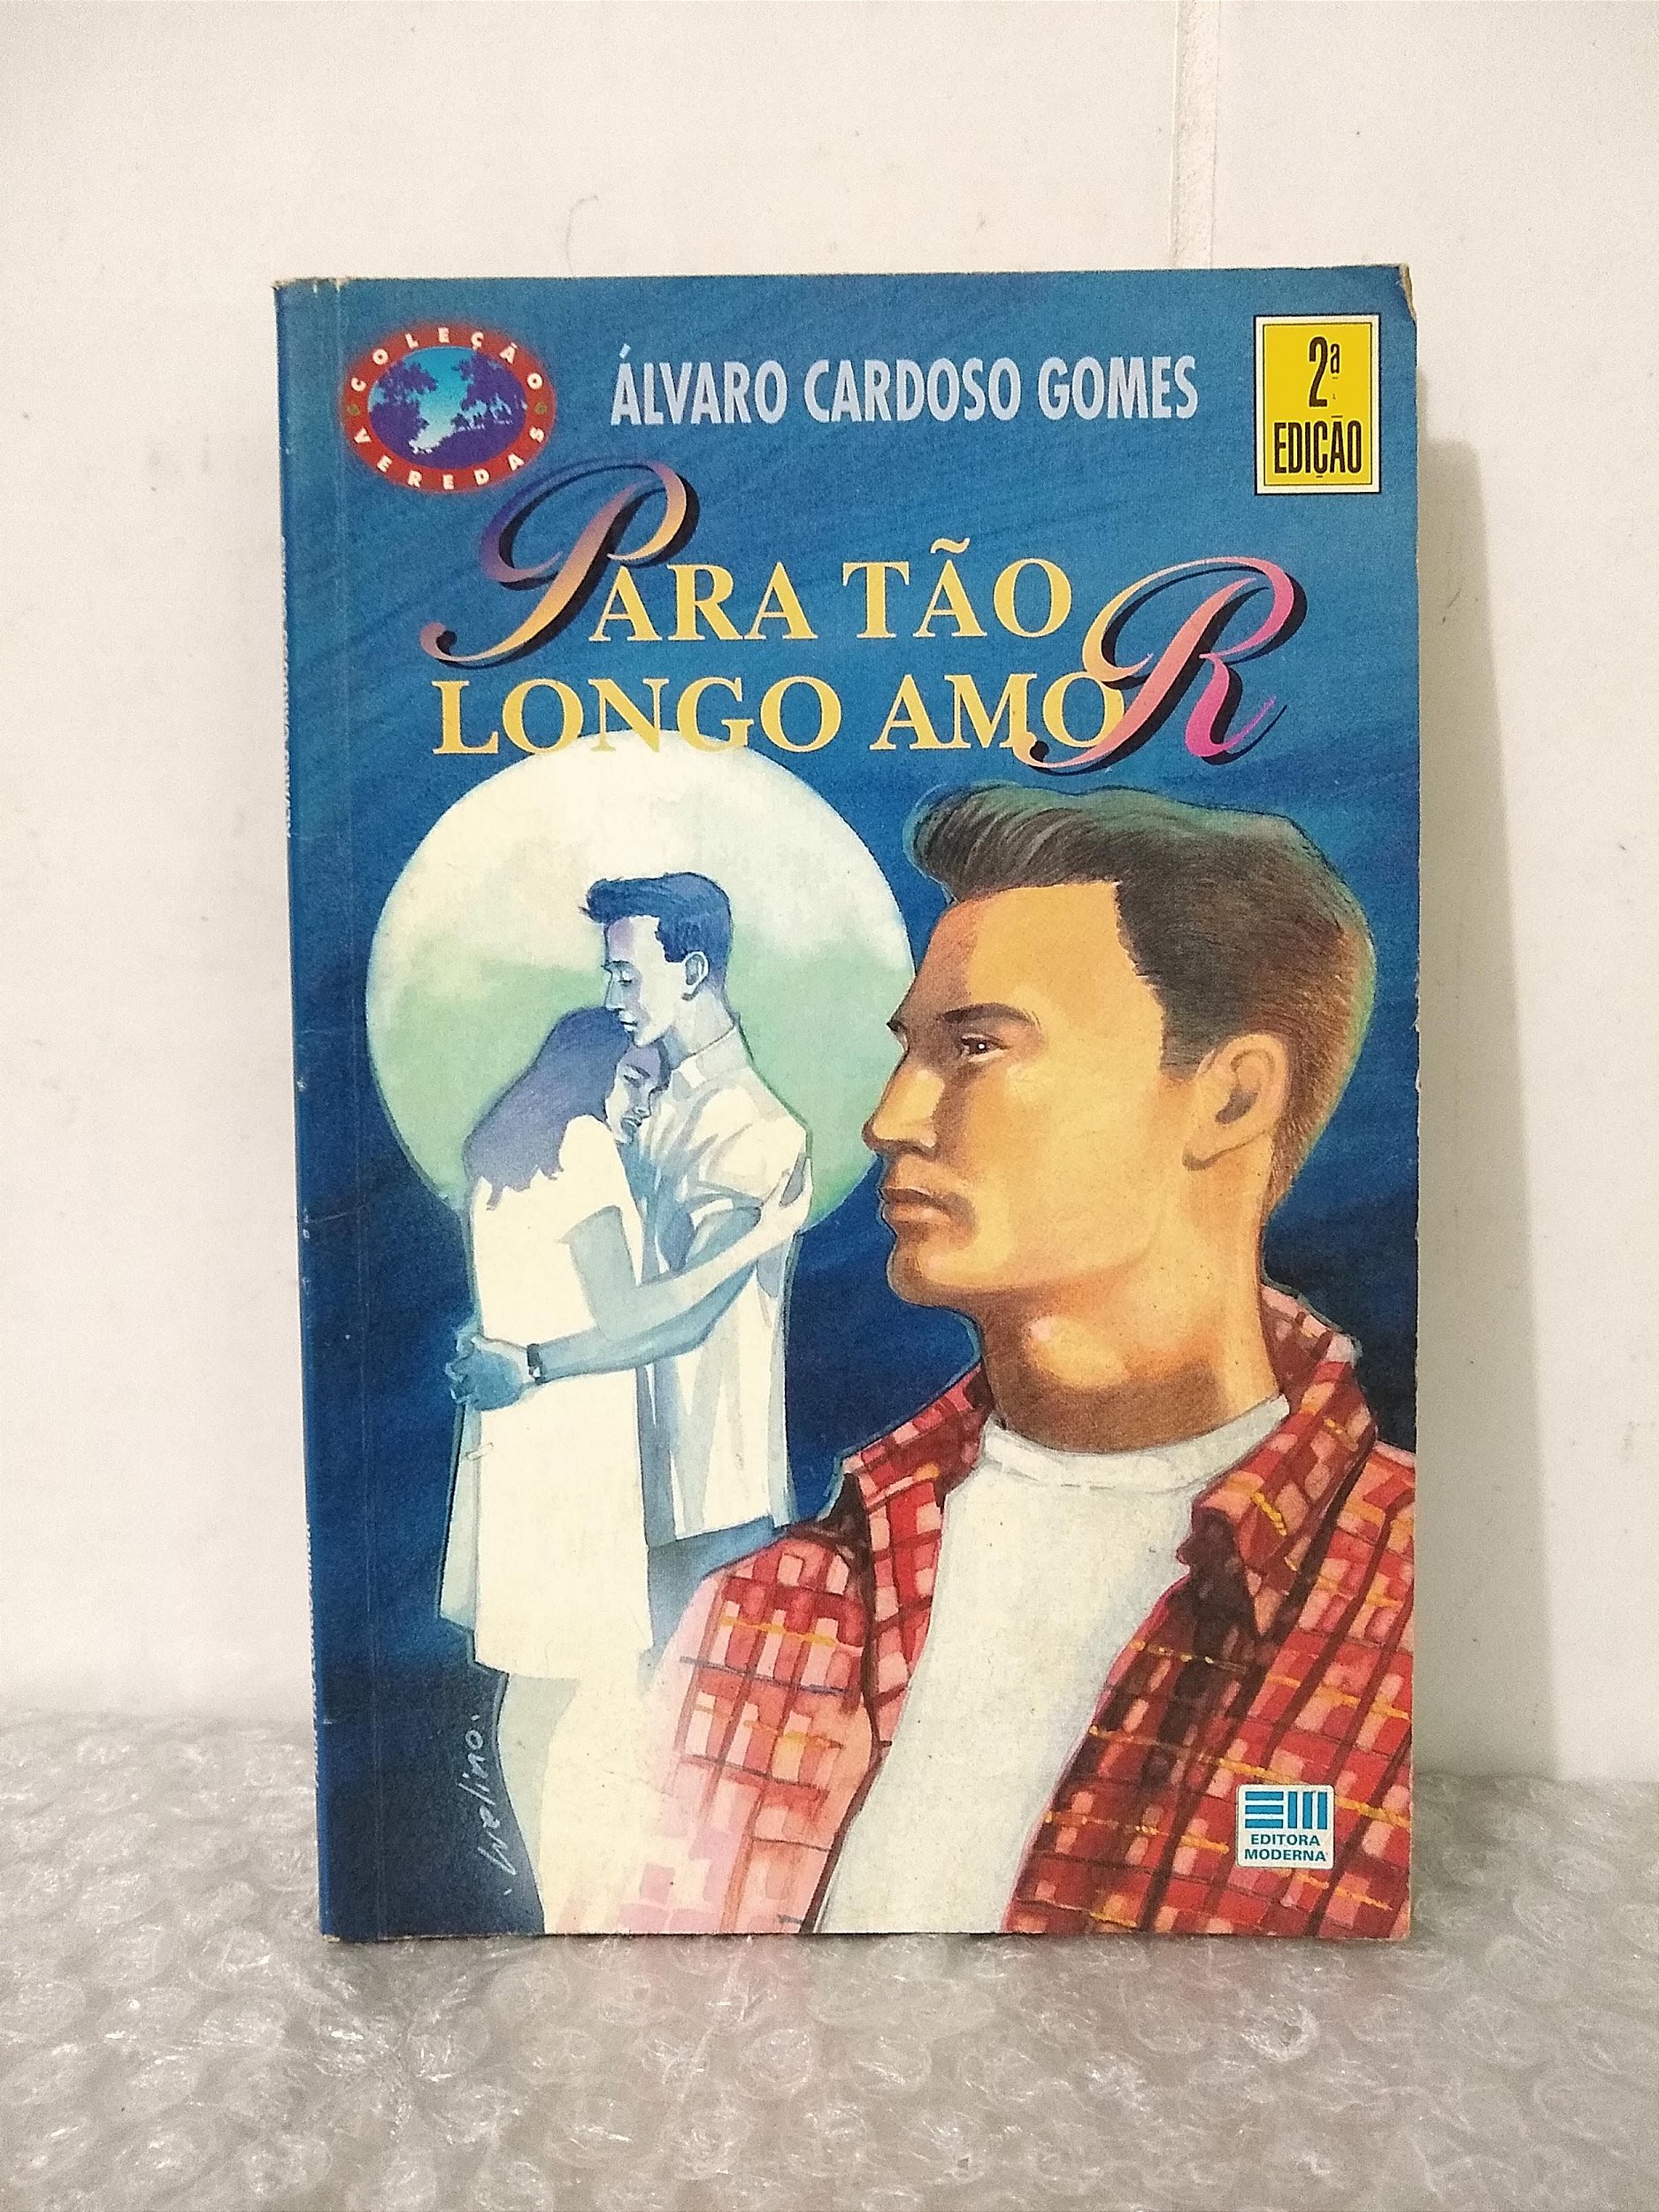 COLEÇÃO
VEREDAS
ÁLVARO CARDOSO GOMES
2ª
EDIÇÃO
PARA TÃO
LONGO AMOR
Welino.
EDITORA
MODERNA